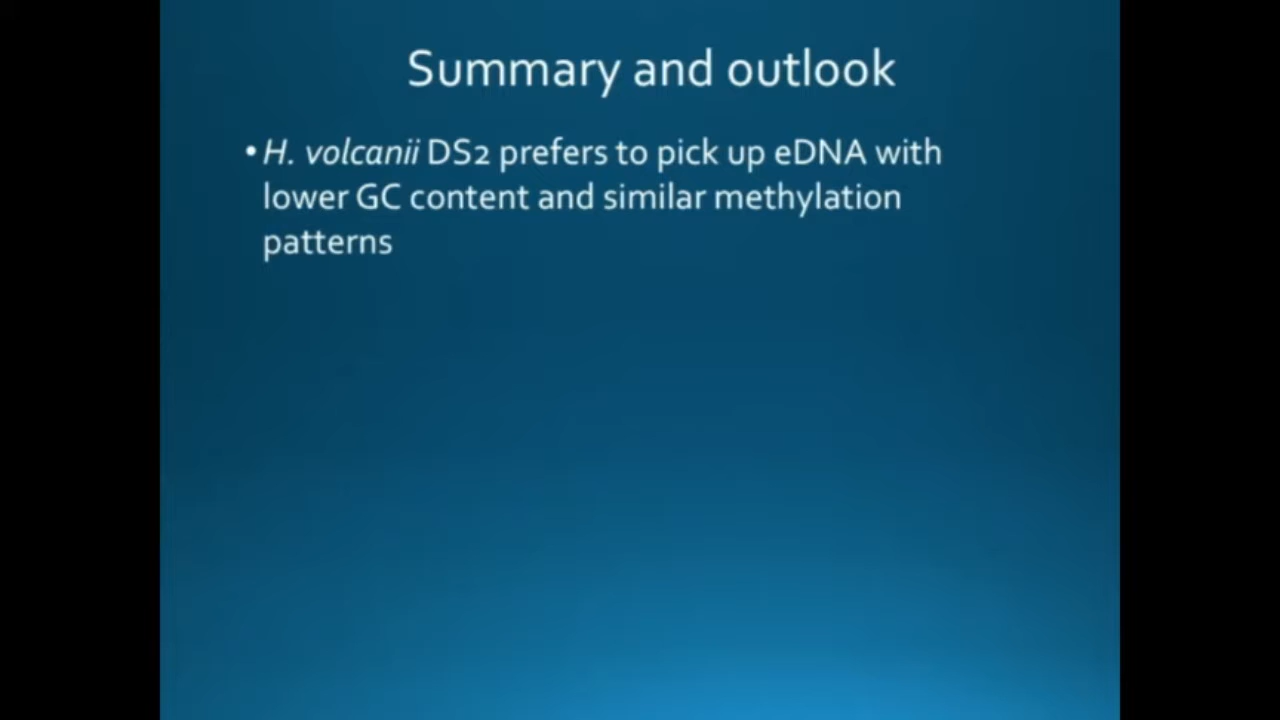 Summary and outlook
• H. volcanii DS2 prefers to pick up eDNA with
lower GC content and similar methylation
patterns